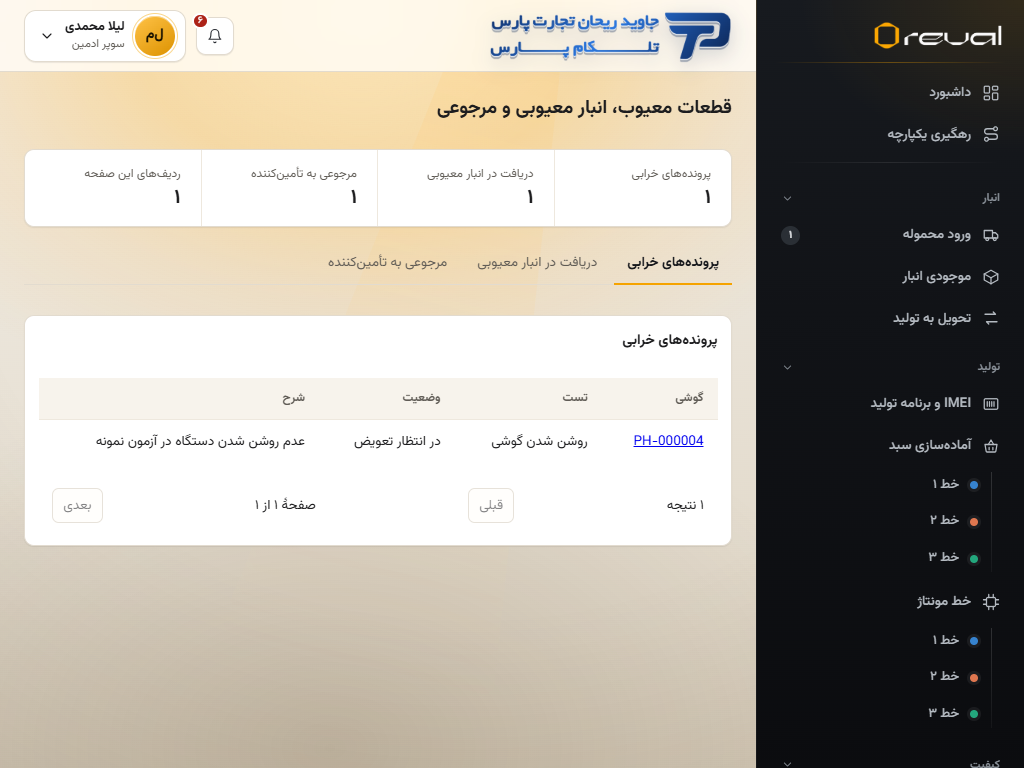 reval
داشبورد
رهگیری یکپارچه
انبار
ورود محموله
۱
موجودی انبار
تحویل به تولید
تولید
IMEI و برنامه تولید
آماده‌سازی سبد
خط ۱
خط ۲
خط ۳
خط مونتاژ
خط ۱
خط ۲
خط ۳
کیفیت
جاوید ریحان تجارت پارس
تلکام پارس
۶
لیلا محمدی
سوپر ادمین
ل‌م
قطعات معیوب، انبار معیوبی و مرجوعی
پرونده‌های خرابی
۱
دریافت در انبار معیوبی
۱
مرجوعی به تأمین‌کننده
۱
ردیف‌های این صفحه
۱
پرونده‌های خرابی
دریافت در انبار معیوبی
مرجوعی به تأمین‌کننده
پرونده‌های خرابی
گوشی تست وضعیت شرح
PH-000004 روشن شدن گوشی در انتظار تعویض عدم روشن شدن دستگاه در آزمون نمونه
۱ نتیجه
قبلی
صفحهٔ ۱ از ۱
بعدی